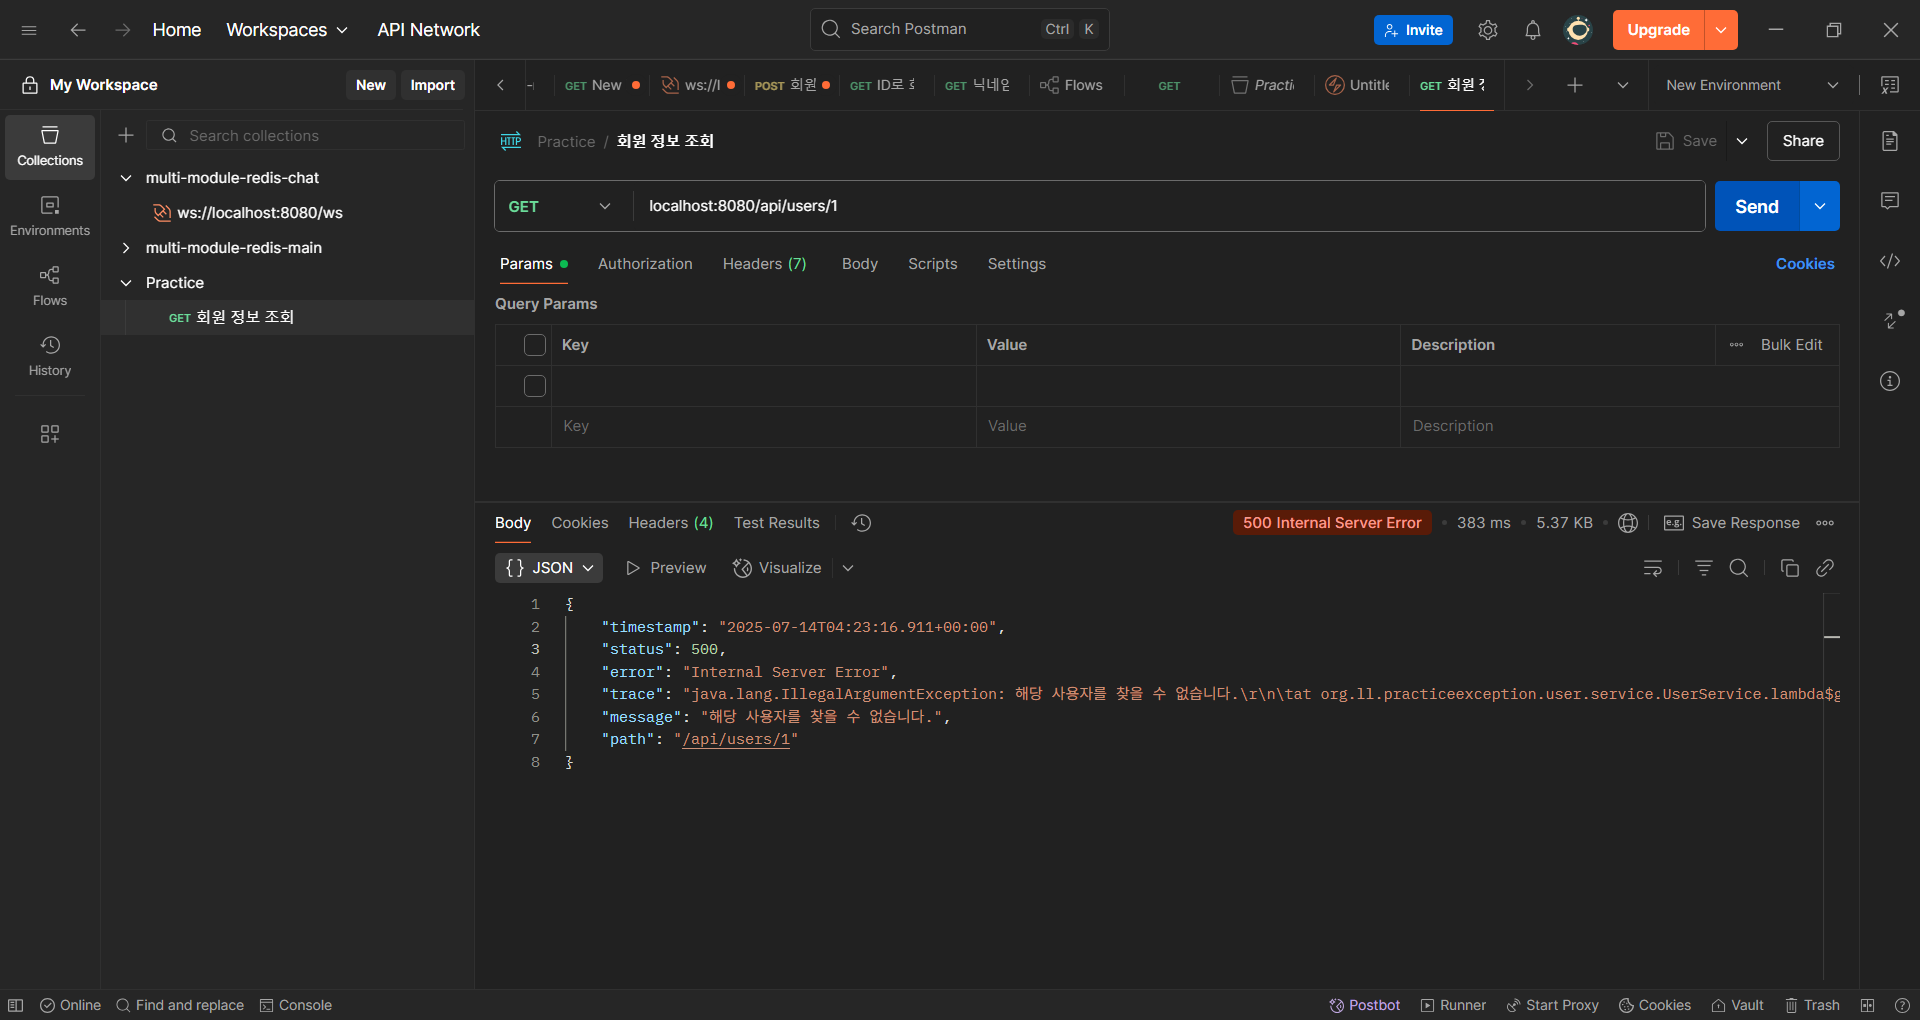 Home Workspaces API Network Search Postman Ctrl K Invite Upgrade
My Workspace New Import
GET New ws://l POST 회원 GET ID로 GET 닉네임 Flows GET Practi Untitle GET 회원 New Environment
Collections
Environments
Flows
History
Search collections
multi-module-redis-chat
ws://localhost:8080/ws
multi-module-redis-main
Practice
GET 회원 정보 조회
HTTP Practice / 회원 정보 조회 Save Share
GET localhost:8080/api/users/1 Send
Params Authorization Headers (7) Body Scripts Settings Cookies
Query Params
Key Value Description Bulk Edit
Key Value Description
Body Cookies Headers (4) Test Results 500 Internal Server Error 383 ms 5.37 KB e.g. Save Response
{} JSON Preview Visualize
1 {
2 "timestamp": "2025-07-14T04:23:16.911+00:00",
3 "status": 500,
4 "error": "Internal Server Error",
5 "trace": "java.lang.IllegalArgumentException: 해당 사용자를 찾을 수 없습니다.\r\n\tat org.ll.practiceexception.user.service.UserService.lambda$g
6 "message": "해당 사용자를 찾을 수 없습니다.",
7 "path": "/api/users/1"
8 }
Online Find and replace Console Postbot Runner Start Proxy Cookies Vault Trash